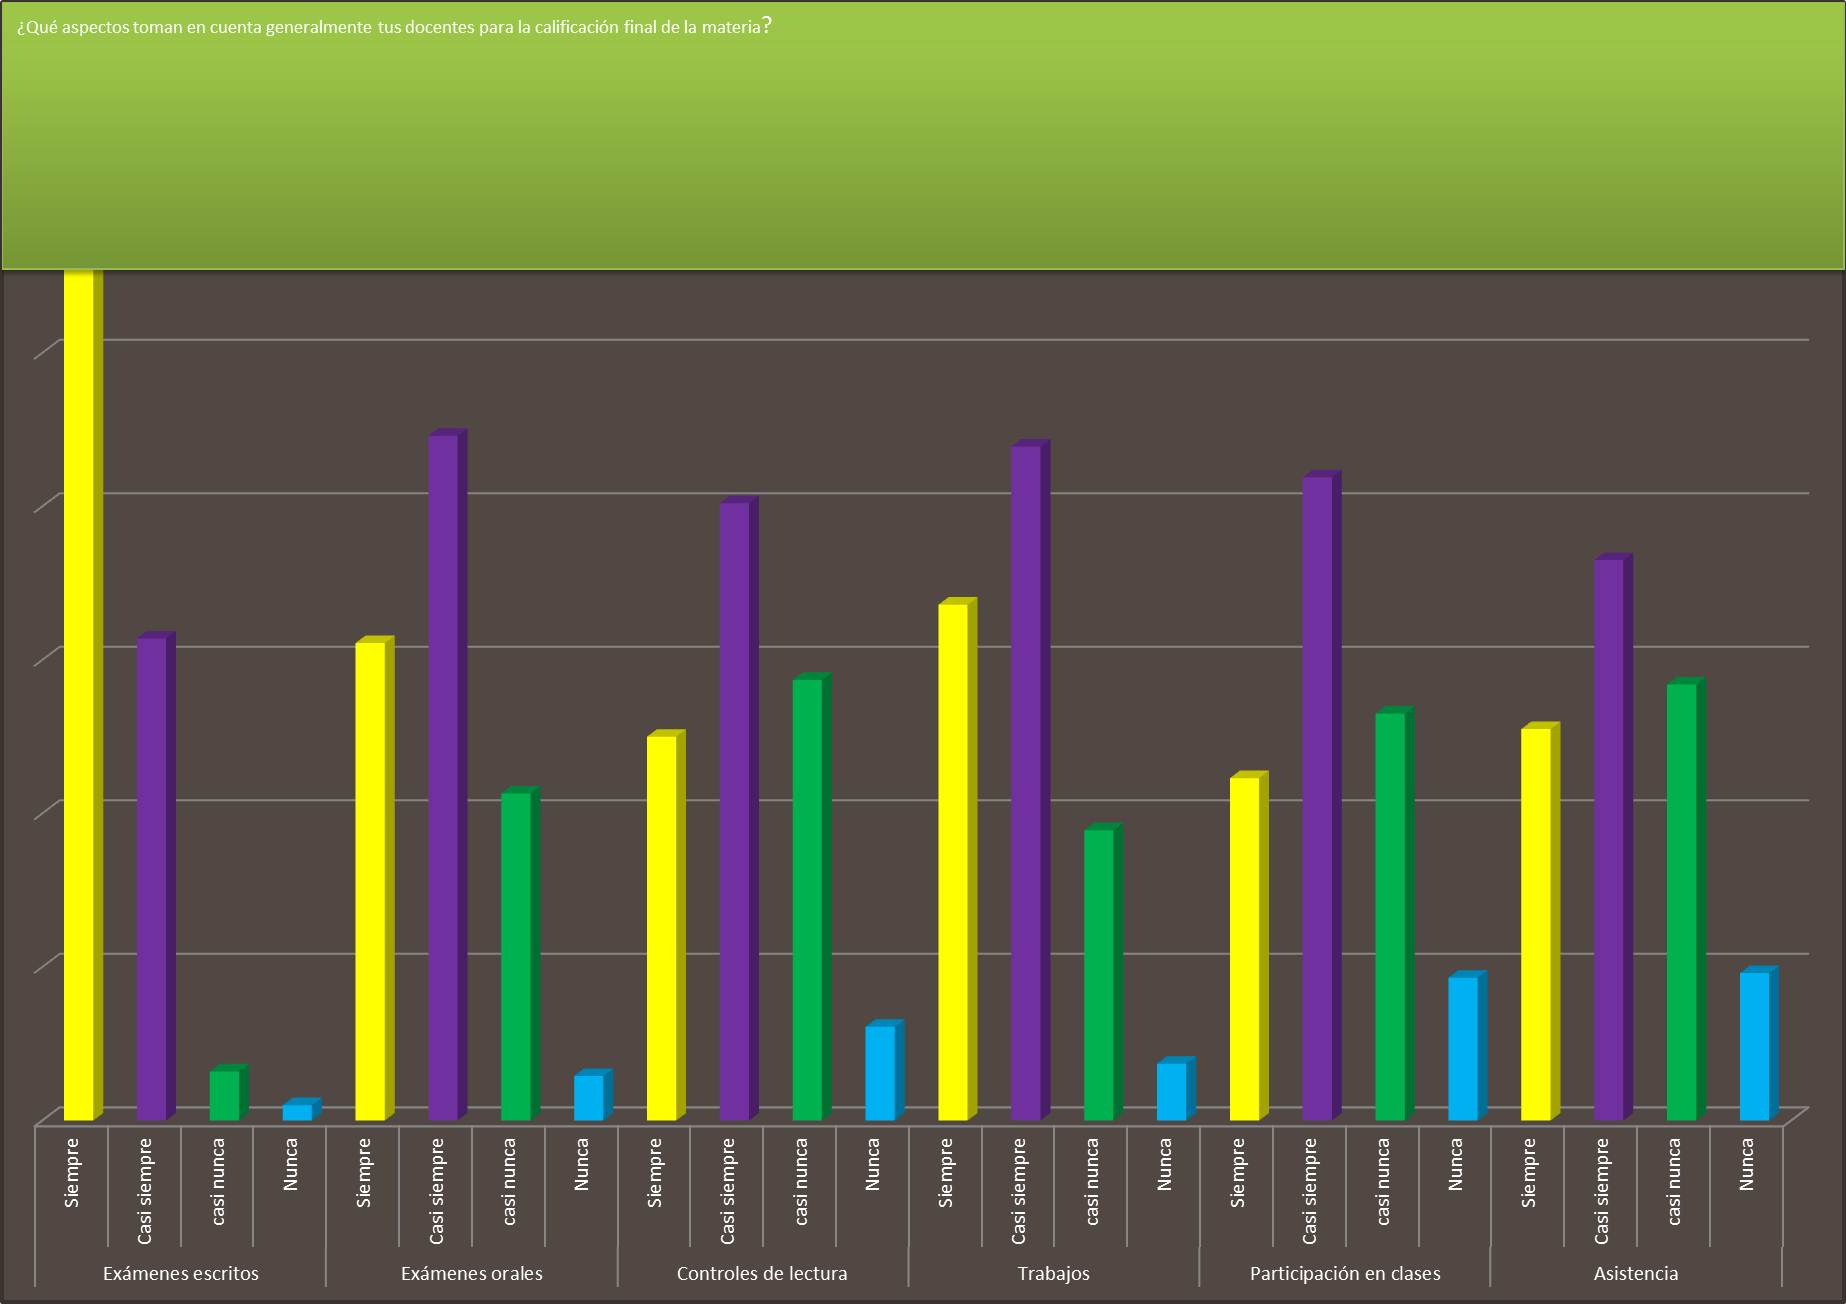 ¿Qué aspectos toman en cuenta generalmente tus docentes para la calificación final de la materia?
Siempre
Casi siempre
casi nunca
Nunca
Siempre
Casi siempre
casi nunca
Nunca
Siempre
Casi siempre
casi nunca
Nunca
Siempre
Casi siempre
casi nunca
Nunca
Siempre
Casi siempre
casi nunca
Nunca
Siempre
Casi siempre
casi nunca
Nunca
Exámenes escritos
Exámenes orales
Controles de lectura
Trabajos
Participación en clases
Asistencia